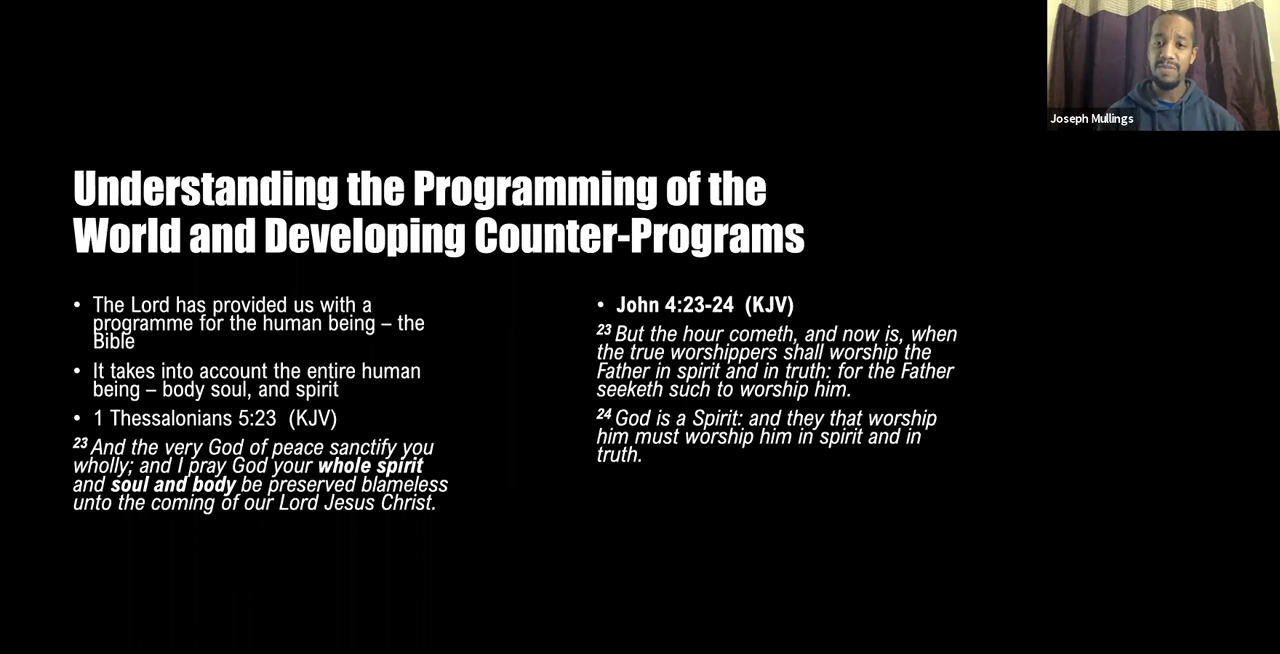 Joseph Mullings
Understanding the Programming of the
World and Developing Counter-Programs
• The Lord has provided us with a
programme for the human being – the
Bible
• It takes into account the entire human
being – body soul, and spirit
• 1 Thessalonians 5:23 (KJV)
23 And the very God of peace sanctify you
wholly; and I pray God your whole spirit
and soul and body be preserved blameless
unto the coming of our Lord Jesus Christ.
• John 4:23-24 (KJV)
23 But the hour cometh, and now is, when
the true worshippers shall worship the
Father in spirit and in truth: for the Father
seeketh such to worship him.
24 God is a Spirit: and they that worship
him must worship him in spirit and in
truth.